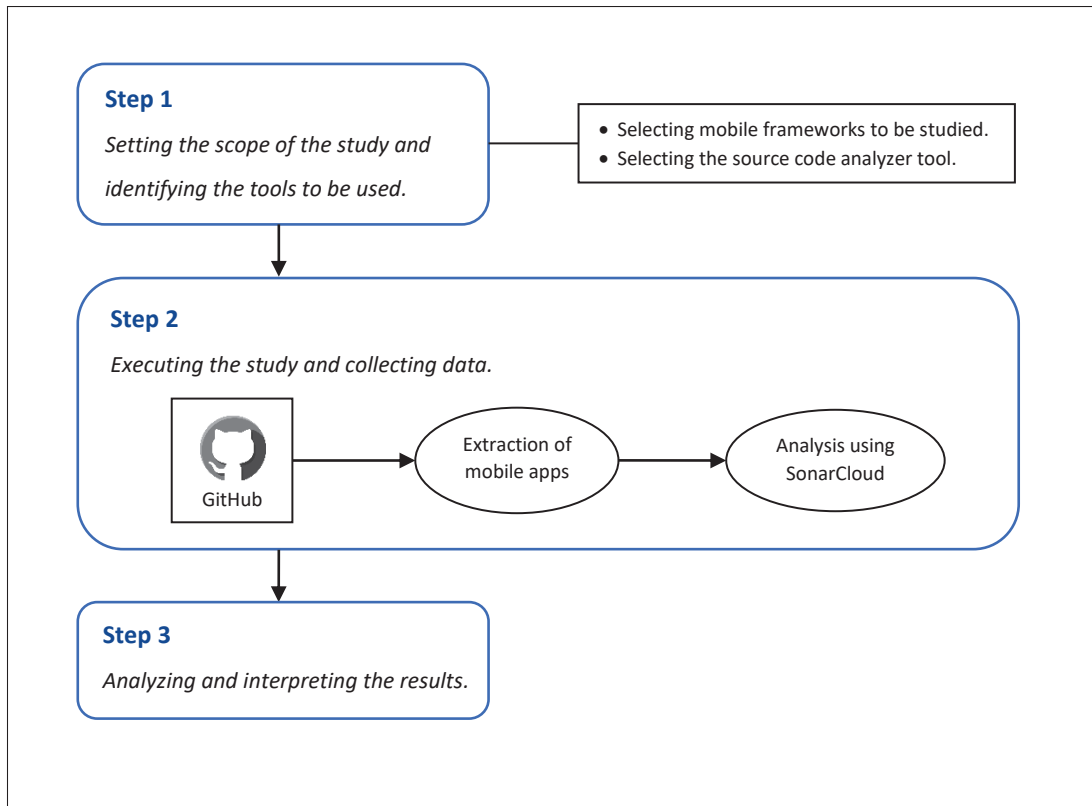 Step 1
Setting the scope of the study and
identifying the tools to be used.
• Selecting mobile frameworks to be studied.
• Selecting the source code analyzer tool.
Step 2
Executing the study and collecting data.
GitHub
Extraction of
mobile apps
Analysis using
SonarCloud
Step 3
Analyzing and interpreting the results.